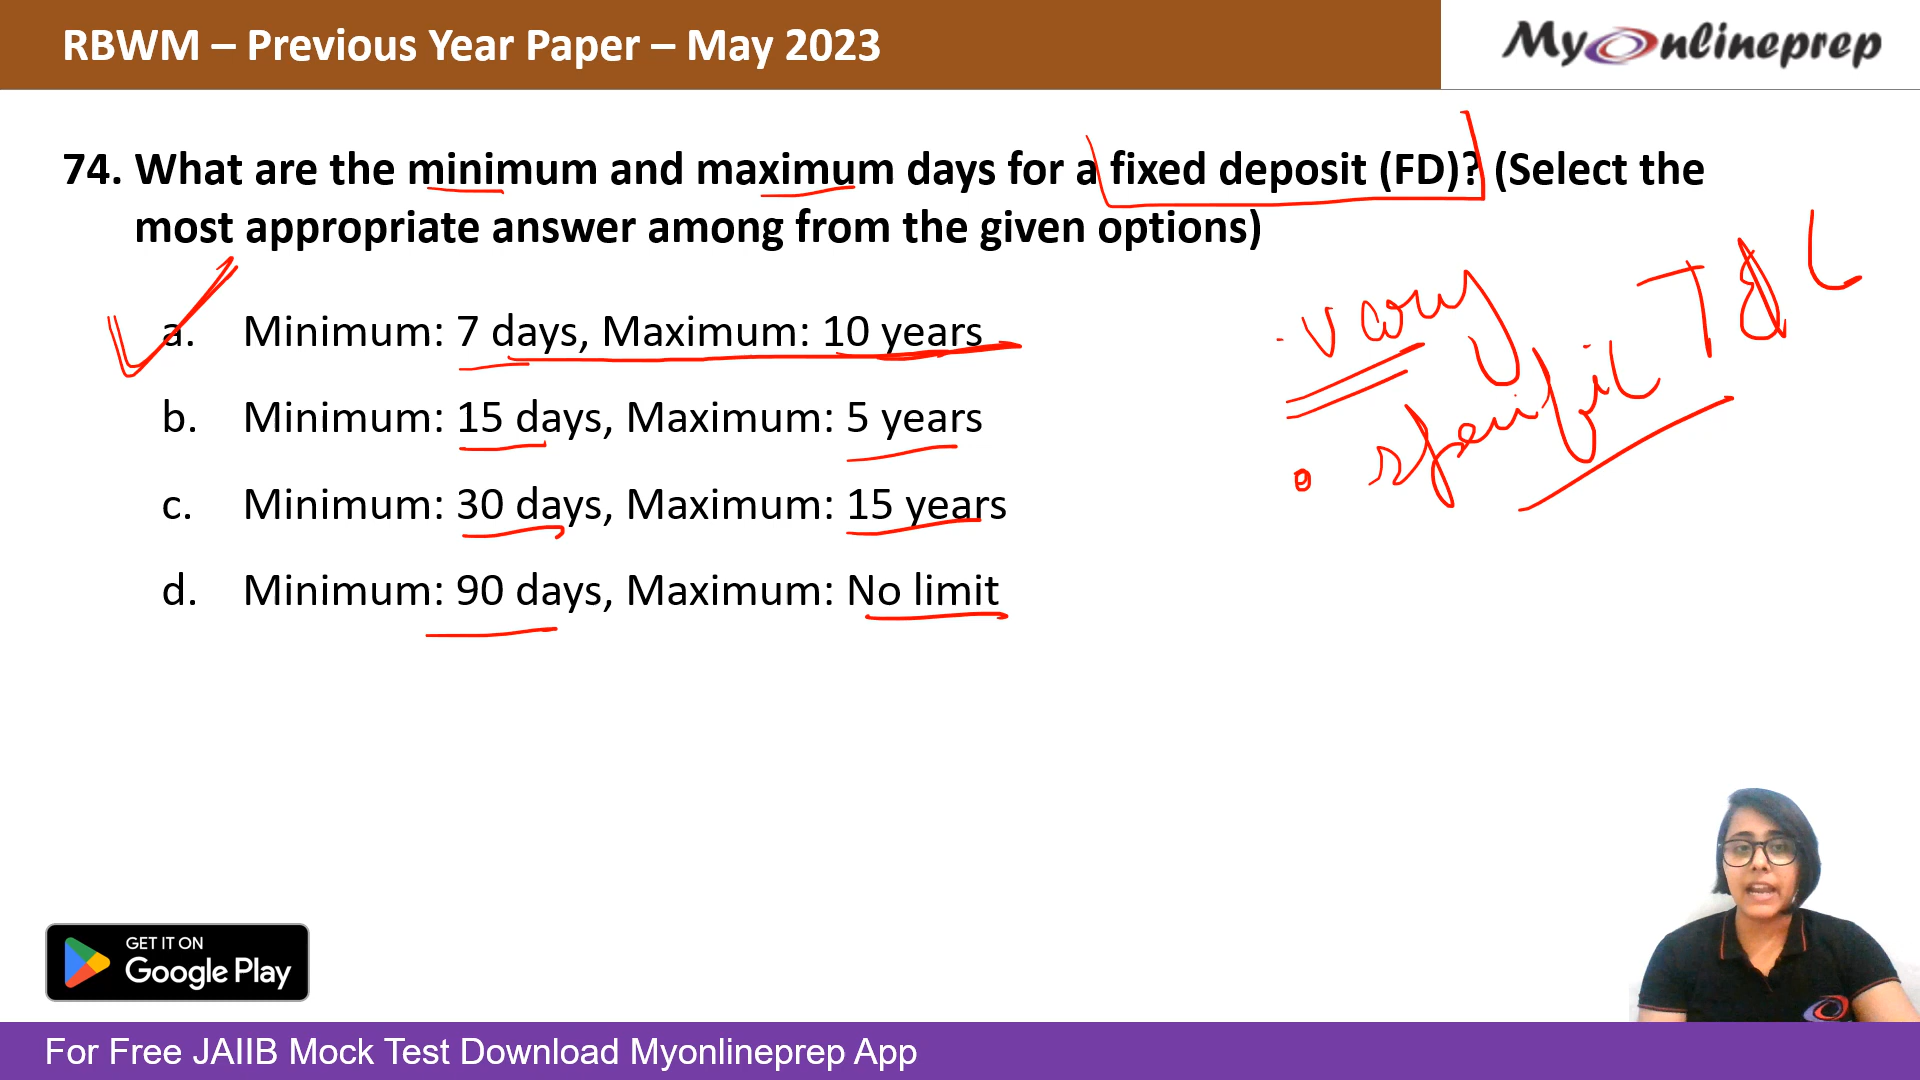 RBWM – Previous Year Paper – May 2023
Myonlineprep
74. What are the minimum and maximum days for a fixed deposit (FD)? (Select the
most appropriate answer among from the given options)
a. Minimum: 7 days, Maximum: 10 years
b. Minimum: 15 days, Maximum: 5 years
c. Minimum: 30 days, Maximum: 15 years
d. Minimum: 90 days, Maximum: No limit
vary
specific T & C
GET IT ON
Google Play
For Free JAIIB Mock Test Download Myonlineprep App